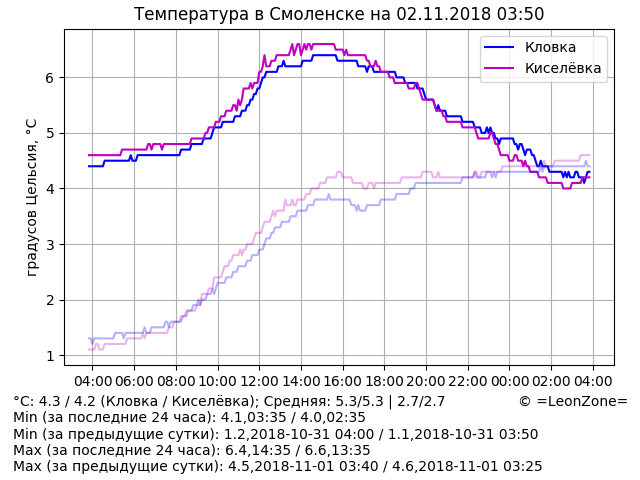 Температура в Смоленске на 02.11.2018 03:50
Кловка
Киселёвка
градусов Цельсия, °C
6
5
4
3
2
1
04:00 06:00 08:00 10:00 12:00 14:00 16:00 18:00 20:00 22:00 00:00 02:00 04:00
°C: 4.3 / 4.2 (Кловка / Киселёвка); Средняя: 5.3/5.3 | 2.7/2.7 © =LeonZone=
Min (за последние 24 часа): 4.1,03:35 / 4.0,02:35
Min (за предыдущие сутки): 1.2,2018-10-31 04:00 / 1.1,2018-10-31 03:50
Max (за последние 24 часа): 6.4,14:35 / 6.6,13:35
Max (за предыдущие сутки): 4.5,2018-11-01 03:40 / 4.6,2018-11-01 03:25